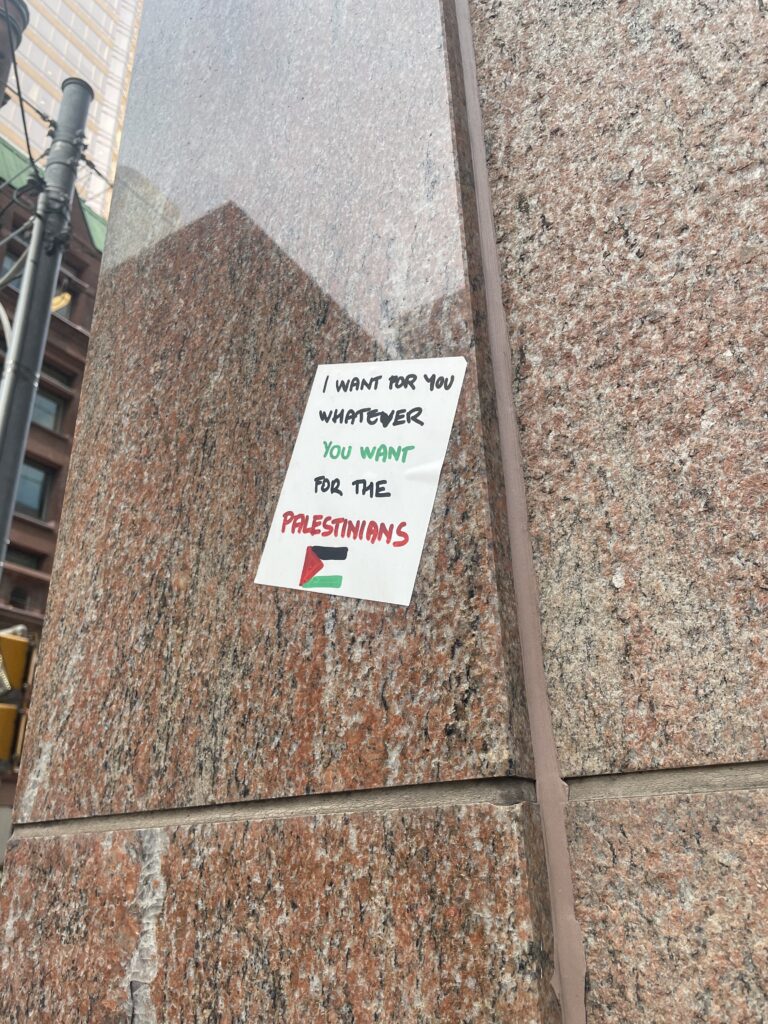 I WANT FOR YOU
WHATEVER
YOU WANT
FOR THE
PALESTINIANS